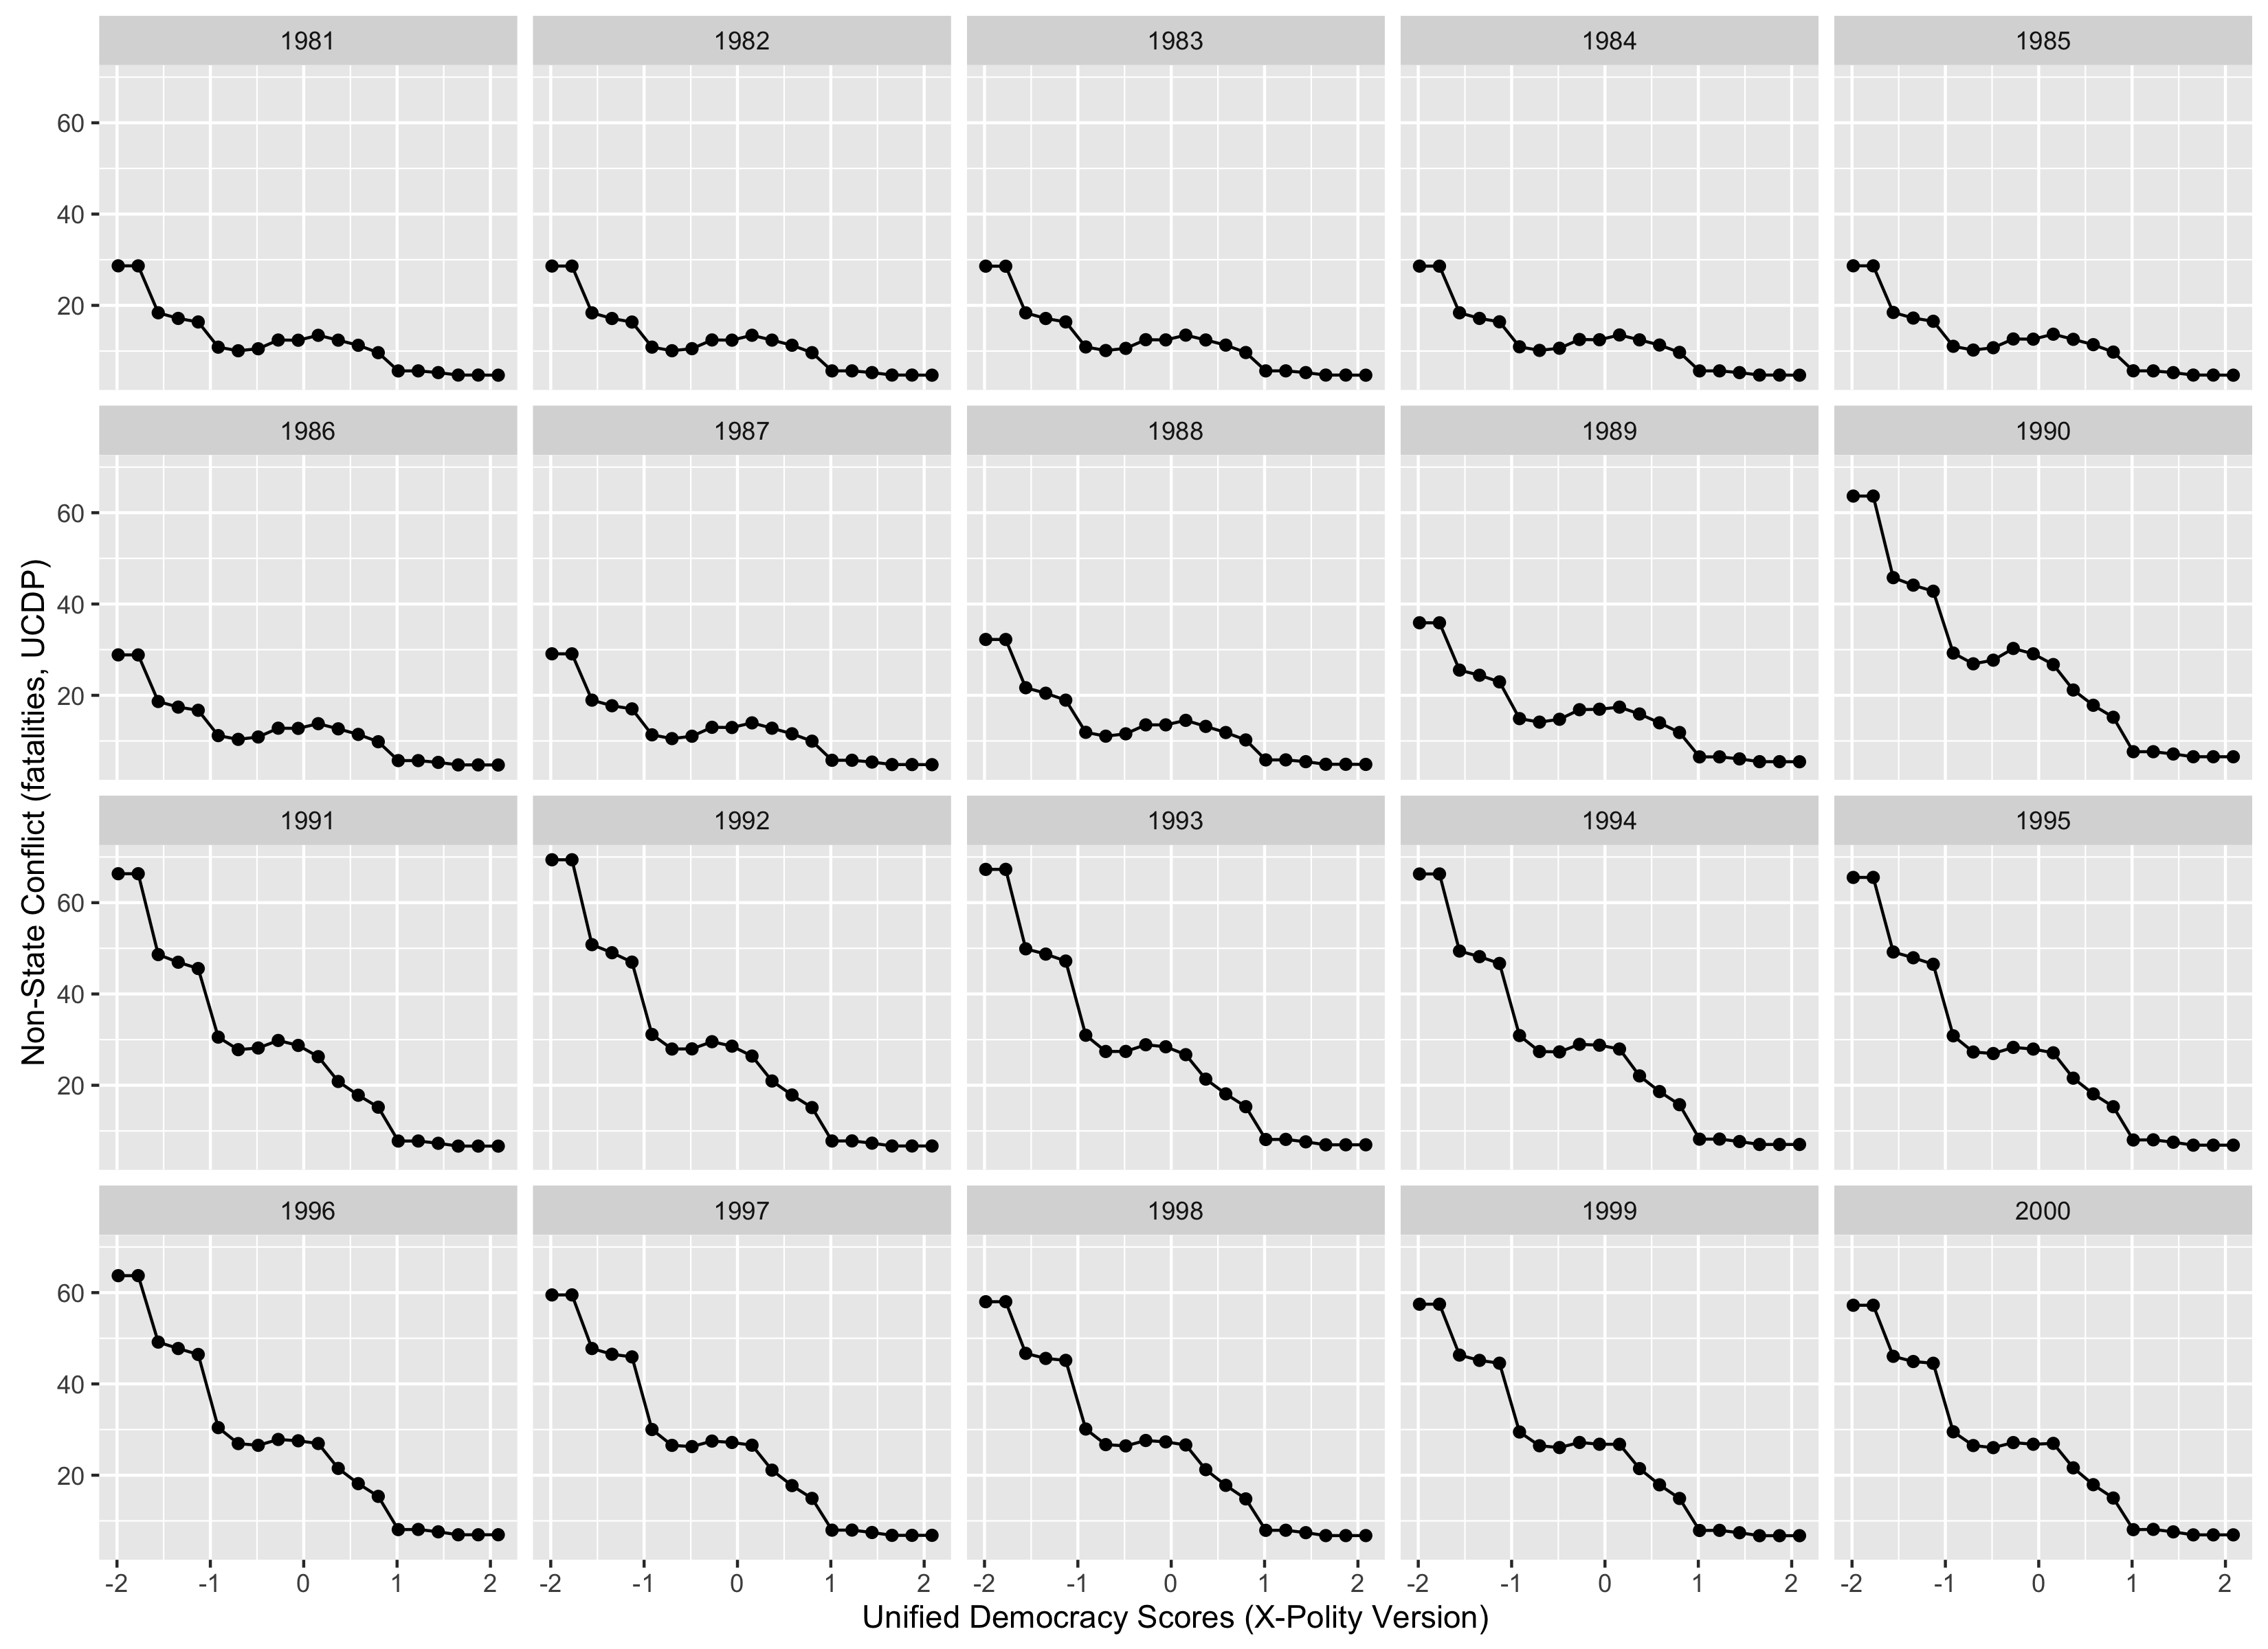 1981 1982 1983 1984 1985
60
40
20
1986 1987 1988 1989 1990
60
40
20
1991 1992 1993 1994 1995
60
40
20
1996 1997 1998 1999 2000
60
40
20
-2 -1 0 1 2 -2 -1 0 1 2 -2 -1 0 1 2 -2 -1 0 1 2 -2 -1 0 1 2
Unified Democracy Scores (X-Polity Version)
Non-State Conflict (fatalities, UCDP)